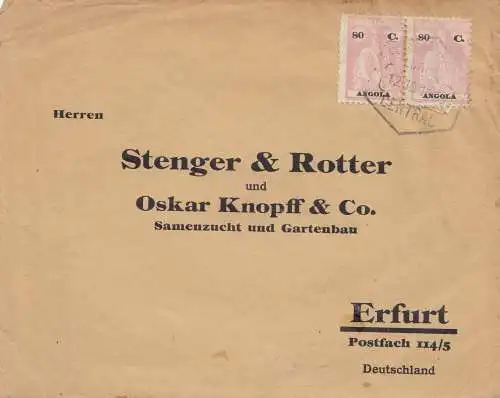 80 C. 80 C.
ANGOLA ANGOLA
CENTRAL
Herren
Stenger & Rotter
und
Oskar Knopff & Co.
Samenzucht und Gartenbau
Erfurt
Postfach 114/5
Deutschland